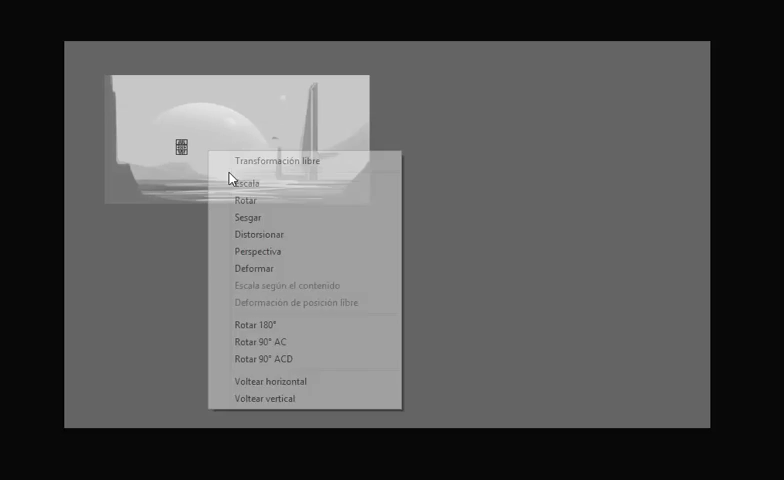 Transformación libre
Escala
Rotar
Sesgar
Distorsionar
Perspectiva
Deformar
Escala según el contenido
Deformación de posición libre
Rotar 180°
Rotar 90° AC
Rotar 90° ACD
Voltear horizontal
Voltear vertical